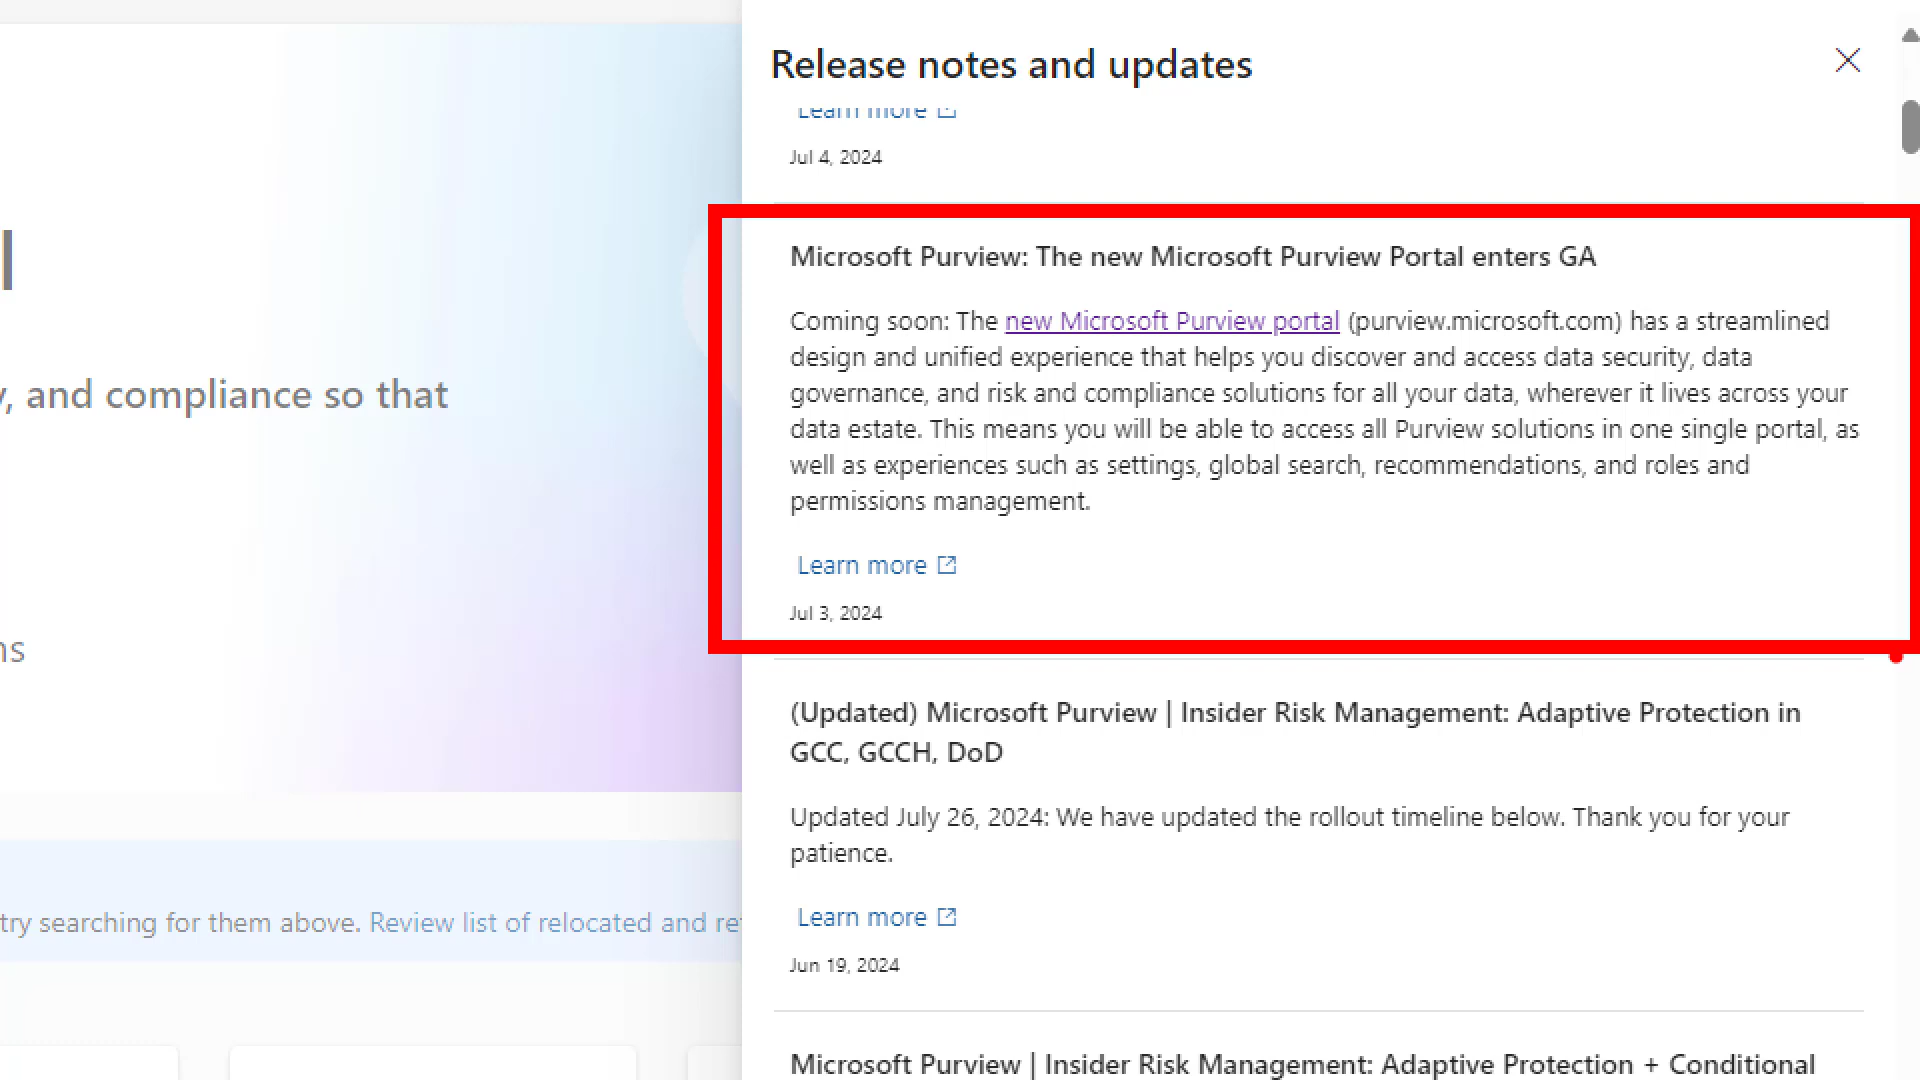 Release notes and updates
Learn more
Jul 4, 2024
Microsoft Purview: The new Microsoft Purview Portal enters GA
Coming soon: The new Microsoft Purview portal (purview.microsoft.com) has a streamlined
design and unified experience that helps you discover and access data security, data
governance, and risk and compliance solutions for all your data, wherever it lives across your
data estate. This means you will be able to access all Purview solutions in one single portal, as
well as experiences such as settings, global search, recommendations, and roles and
permissions management.
Learn more
Jul 3, 2024
(Updated) Microsoft Purview | Insider Risk Management: Adaptive Protection in
GCC, GCCH, DoD
Updated July 26, 2024: We have updated the rollout timeline below. Thank you for your
patience.
Learn more
Jun 19, 2024
Microsoft Purview | Insider Risk Management: Adaptive Protection + Conditional
l
, and compliance so that
ns
try searching for them above. Review list of relocated and re